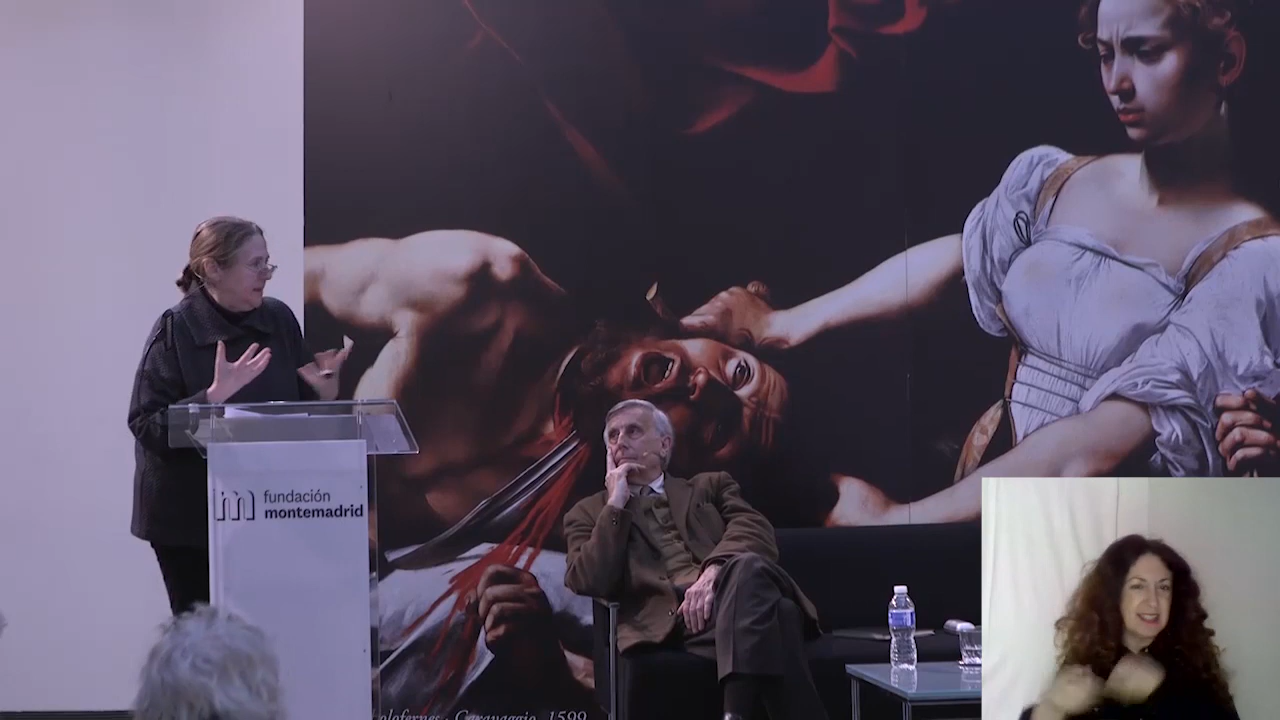 fundación
montemadrid
olofernes · Caravaggio, 1599